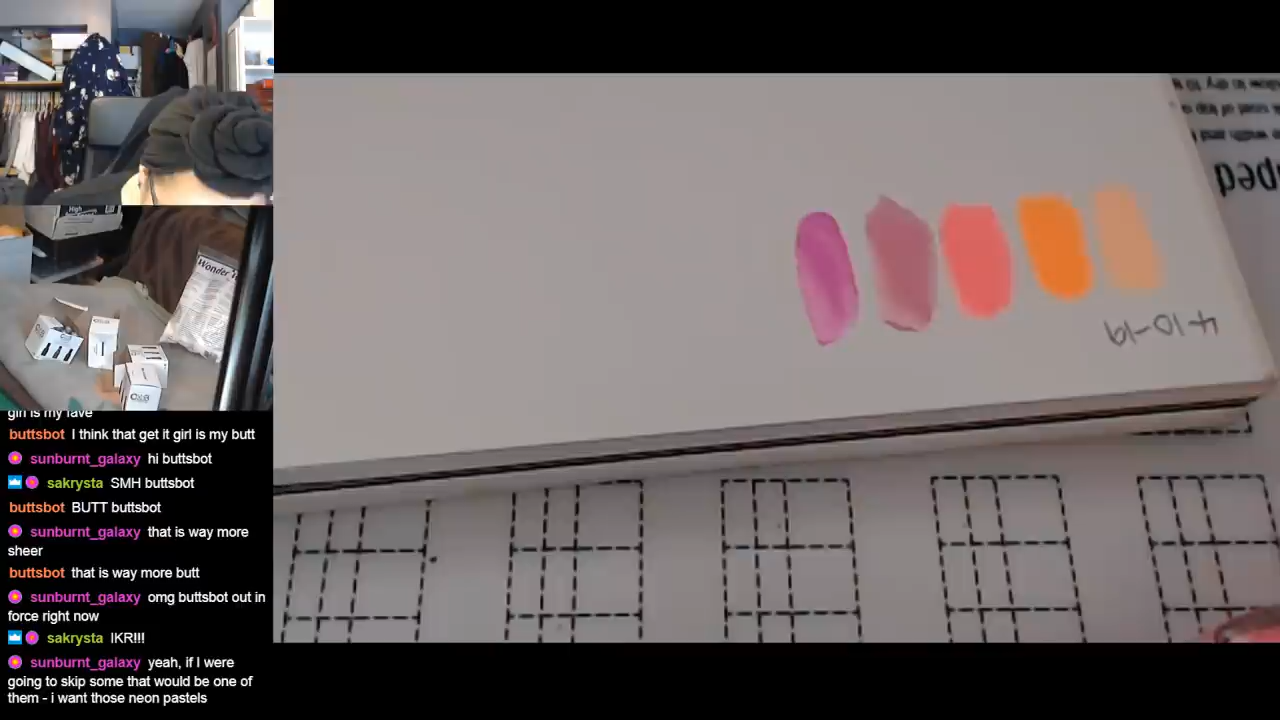 girl is my fave
buttsbot I think that get it girl is my butt
sunburnt_galaxy hi buttsbot
sakrysta SMH buttsbot
buttsbot BUTT buttsbot
sunburnt_galaxy that is way more
sheer
buttsbot that is way more butt
sunburnt_galaxy omg buttsbot out in
force right now
sakrysta IKR!!!
sunburnt_galaxy yeah, if I were
going to skip some that would be one of
them - i want those neon pastels
High
Wonder
4-10-19